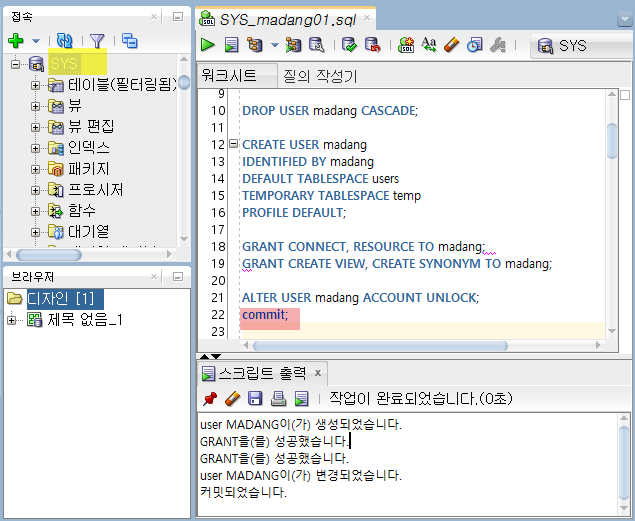 접속
SYS
테이블(필터링됨)
뷰
뷰 편집
인덱스
패키지
프로시저
함수
대기열
브라우저
디자인 [1]
제목 없음_1
SYS_madang01.sql
SYS
워크시트
질의 작성기
9
10 DROP USER madang CASCADE;
11
12 CREATE USER madang
13 IDENTIFIED BY madang
14 DEFAULT TABLESPACE users
15 TEMPORARY TABLESPACE temp
16 PROFILE DEFAULT;
17
18 GRANT CONNECT, RESOURCE TO madang;
19 GRANT CREATE VIEW, CREATE SYNONYM TO madang;
20
21 ALTER USER madang ACCOUNT UNLOCK;
22 commit;
23
스크립트 출력 x
작업이 완료되었습니다.(0초)
user MADANG이(가) 생성되었습니다.
GRANT을(를) 성공했습니다.
GRANT을(를) 성공했습니다.
user MADANG이(가) 변경되었습니다.
커밋되었습니다.